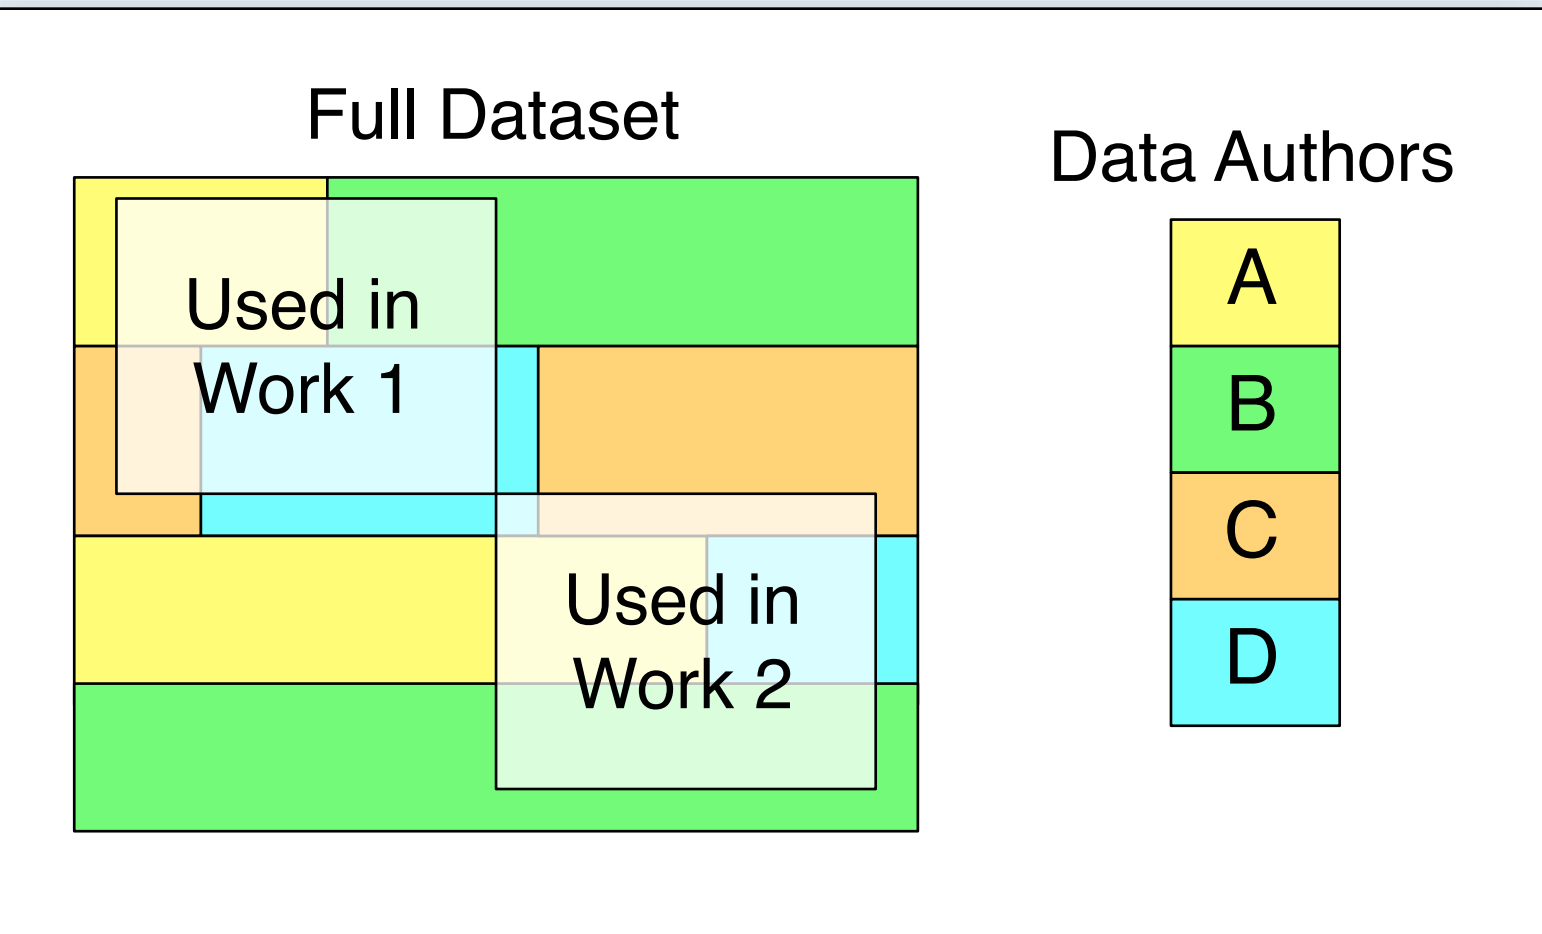 Full Dataset
Data Authors
Used in
Work 1
Used in
Work 2
A
B
C
D